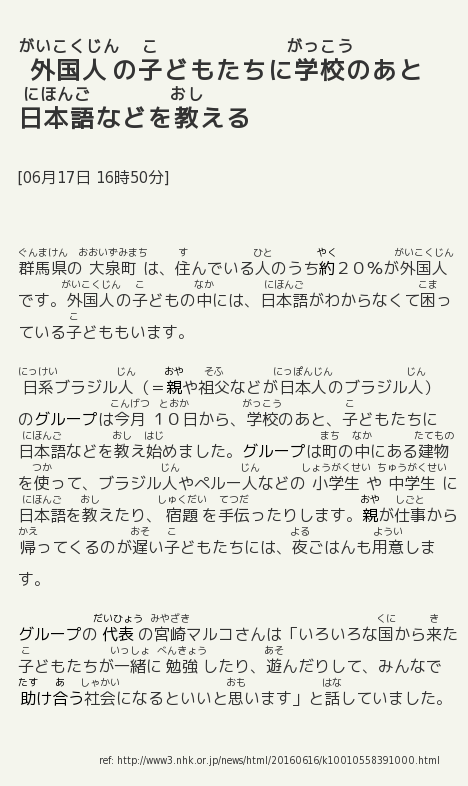 がいこくじん こ がっこう
外国人の子どもたちに学校のあと
にほんご おし
日本語などを教える
[06月17日 16時50分]
ぐんまけん おおいずみまち す ひと やく がいこくじん
群馬県の 大泉町 は、住んでいる人のうち約２０％が外国人
がいこくじん こ なか にほんご こま
です。外国人の子どもの中には、日本語がわからなくて困っ
こ
ている子どももいます。
にっけい じん おや そふ にっぽんじん じん
日系ブラジル人（＝親や祖父などが日本人のブラジル人）
こんげつ とおか がっこう こ
のグループは今月 １０日から、学校のあと、子どもたちに
にほんご おし はじ まち なか たてもの
日本語などを教え始めました。グループは町の中にある建物
つか じん じん しょうがくせい ちゅうがくせい
を使って、ブラジル人やペルー人などの 小学生 や 中学生 に
にほんご おし しゅくだい てつだ おや しごと
日本語を教えたり、 宿題 を手伝ったりします。親が仕事から
かえ おそ こ よる ようい
帰ってくるのが遅い子どもたちには、夜ごはんも用意しま
す。
だいひょう みやざき くに き
グループの 代表 の宮崎マルコさんは「いろいろな国から来た
こ いっしょ べんきょう あそ
子どもたちが一緒に 勉強 したり、遊んだりして、みんなで
たす あ しゃかい おも はな
助け合う社会になるといいと思います」と話していました。
ref: http://www3.nhk.or.jp/news/html/20160616/k10010558391000.html